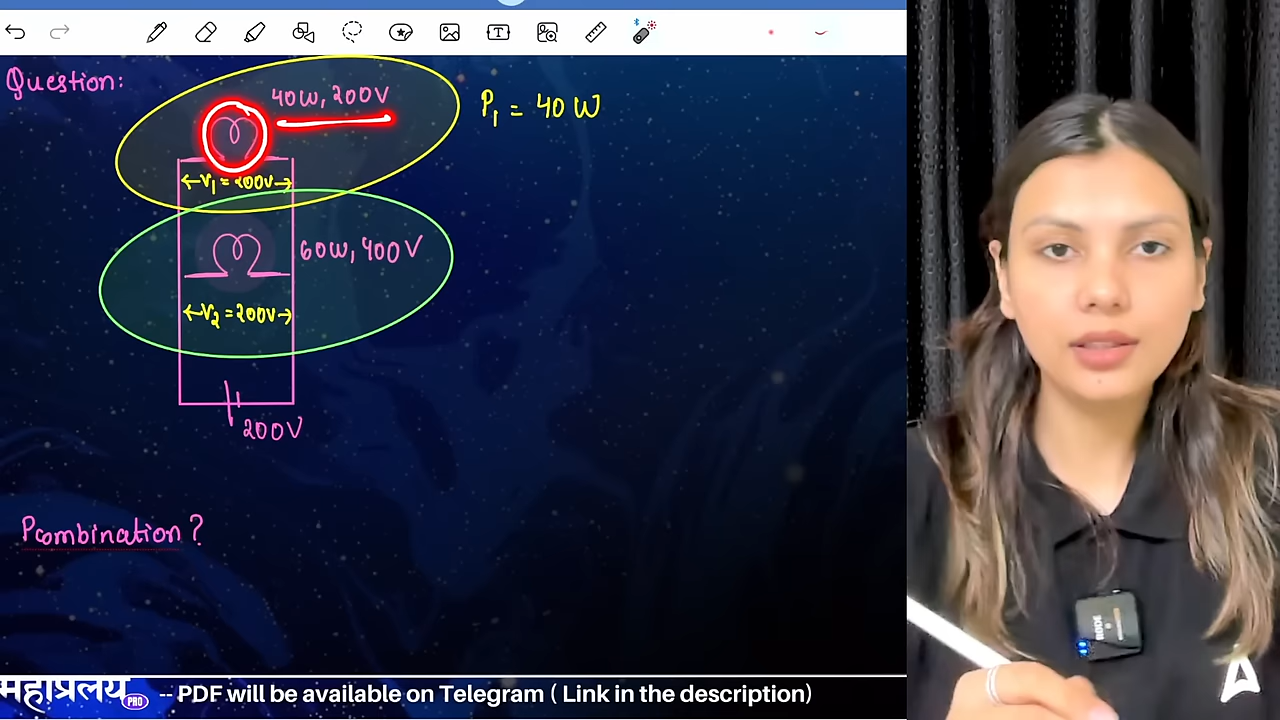 Question:
40W, 200V
P₁ = 40 W
←V₁ = 200V→
60W, 400V
←V₂ = 200V→
200V
Pcombination ?
महाप्रलय PRO -- PDF will be available on Telegram ( Link in the description)
RODE